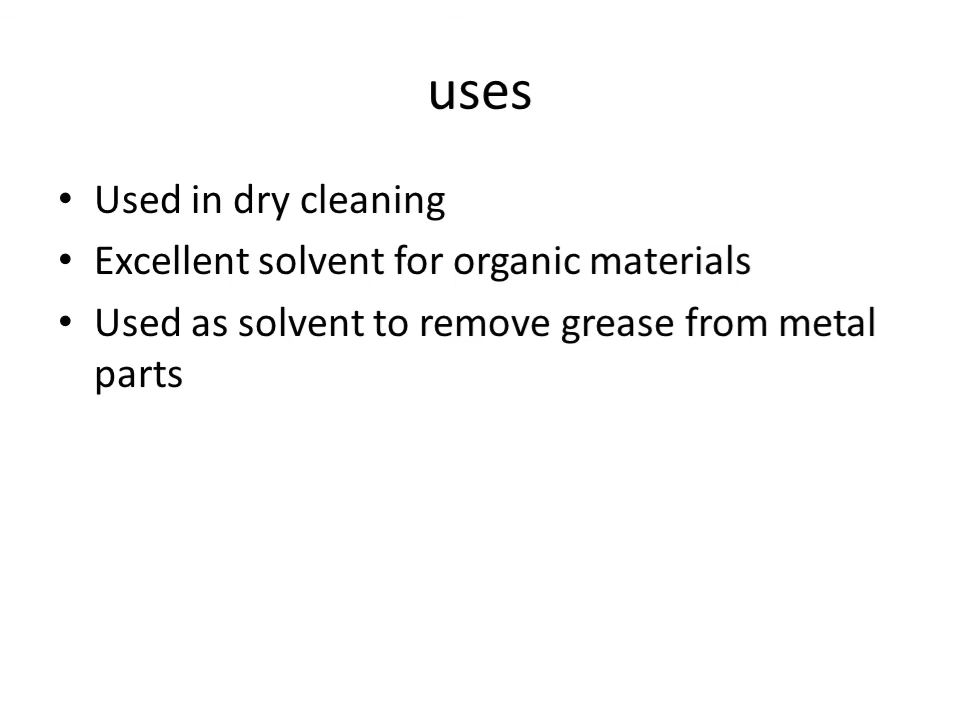 uses
• Used in dry cleaning
• Excellent solvent for organic materials
• Used as solvent to remove grease from metal
parts